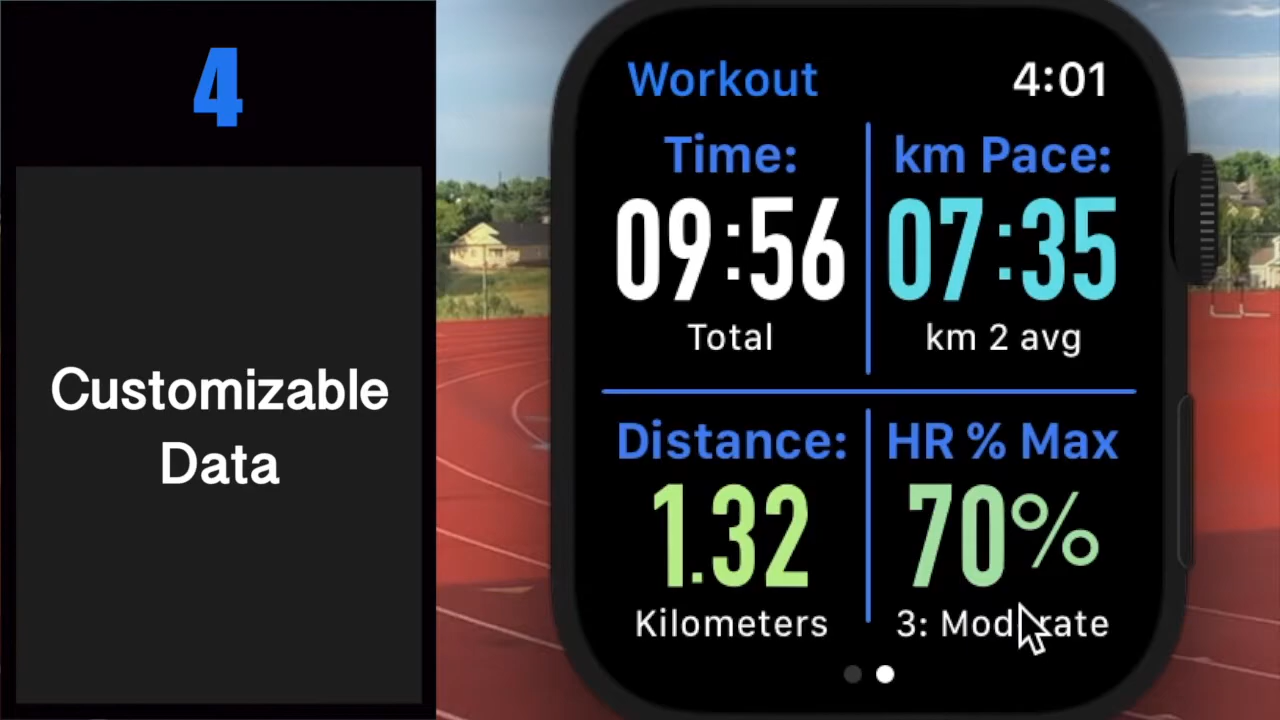 4
Customizable
Data
Workout 4:01
Time: km Pace:
09:56 07:35
Total km 2 avg
Distance: HR % Max
1.32 70%
Kilometers 3: Moderate